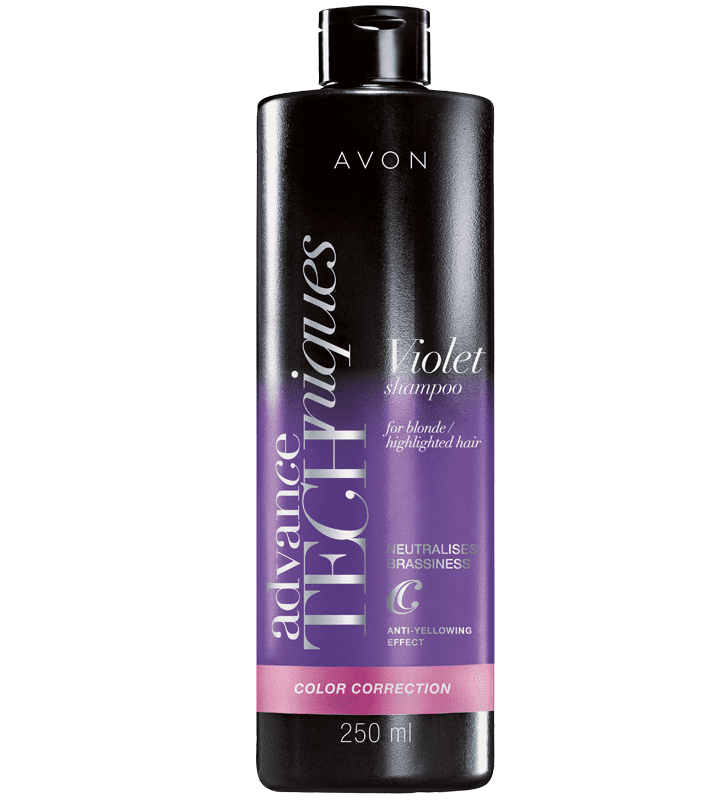 AVON
advance
TECHniques
Violet
shampoo
for blonde /
highlighted hair
NEUTRALISES
BRASSINESS
C
ANTI-YELLOWING
EFFECT
COLOR CORRECTION
250 ml